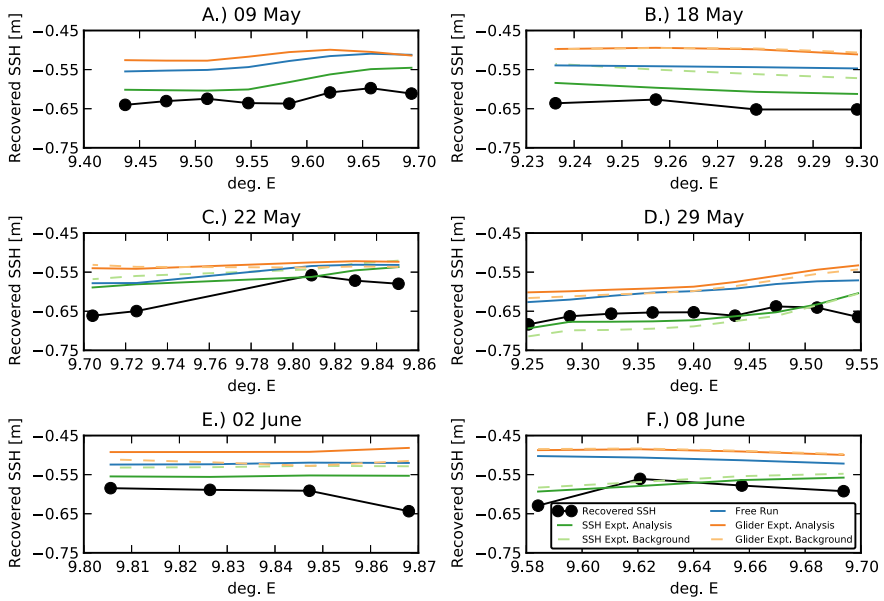 A.) 09 May
B.) 18 May
Recovered SSH [m]
−0.45
−0.55
−0.65
−0.75
9.40 9.45 9.50 9.55 9.60 9.65 9.70
deg. E
Recovered SSH [m]
−0.45
−0.55
−0.65
−0.75
9.23 9.24 9.25 9.26 9.27 9.28 9.29 9.30
deg. E
C.) 22 May
D.) 29 May
Recovered SSH [m]
−0.45
−0.55
−0.65
−0.75
9.70 9.72 9.74 9.76 9.78 9.80 9.82 9.84 9.86
deg. E
Recovered SSH [m]
−0.45
−0.55
−0.65
−0.75
9.25 9.30 9.35 9.40 9.45 9.50 9.55
deg. E
E.) 02 June
F.) 08 June
Recovered SSH [m]
−0.45
−0.55
−0.65
−0.75
9.80 9.81 9.82 9.83 9.84 9.85 9.86 9.87
deg. E
Recovered SSH [m]
−0.45
−0.55
−0.65
−0.75
Recovered SSH
SSH Expt. Analysis
SSH Expt. Background
Free Run
Glider Expt. Analysis
Glider Expt. Background
9.58 9.60 9.62 9.64 9.66 9.68 9.70
deg. E